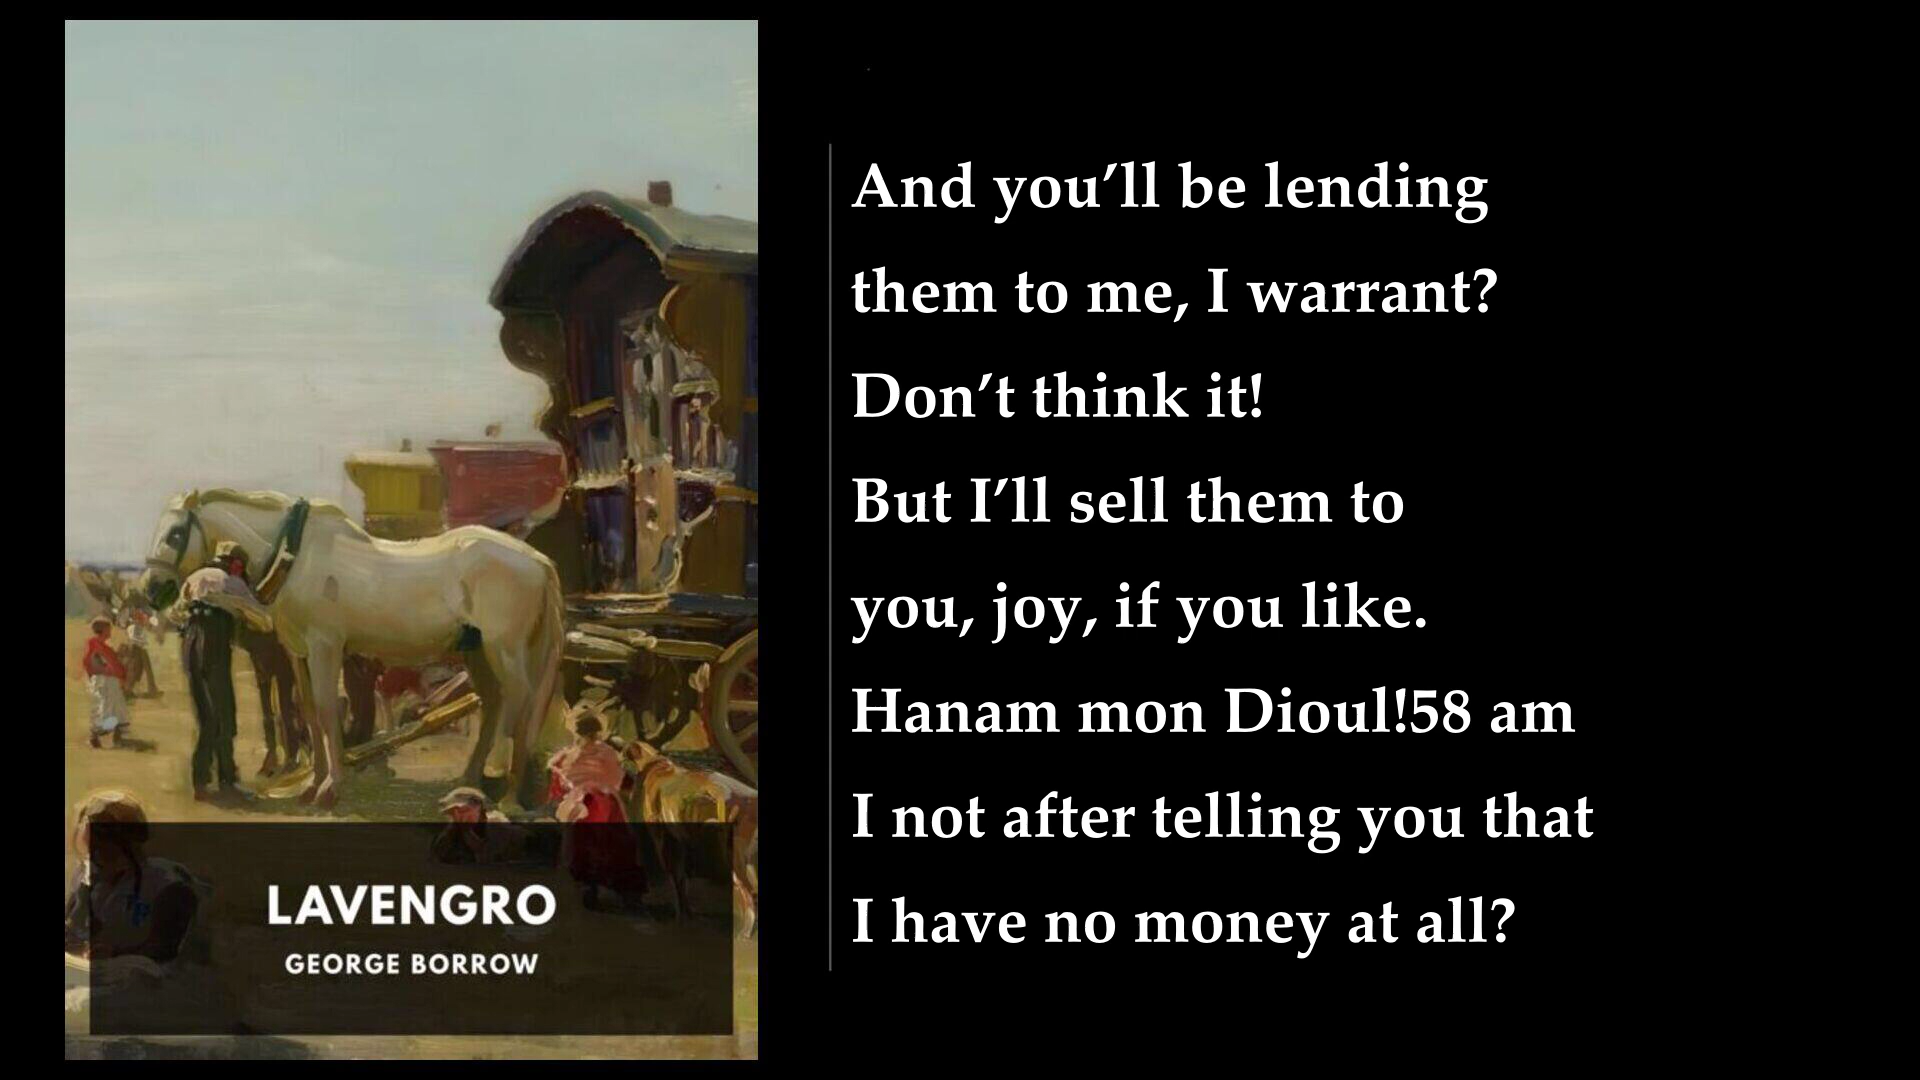 LAVENGRO
GEORGE BORROW
And you’ll be lending
them to me, I warrant?
Don’t think it!
But I’ll sell them to
you, joy, if you like.
Hanam mon Dioul!58 am
I not after telling you that
I have no money at all?